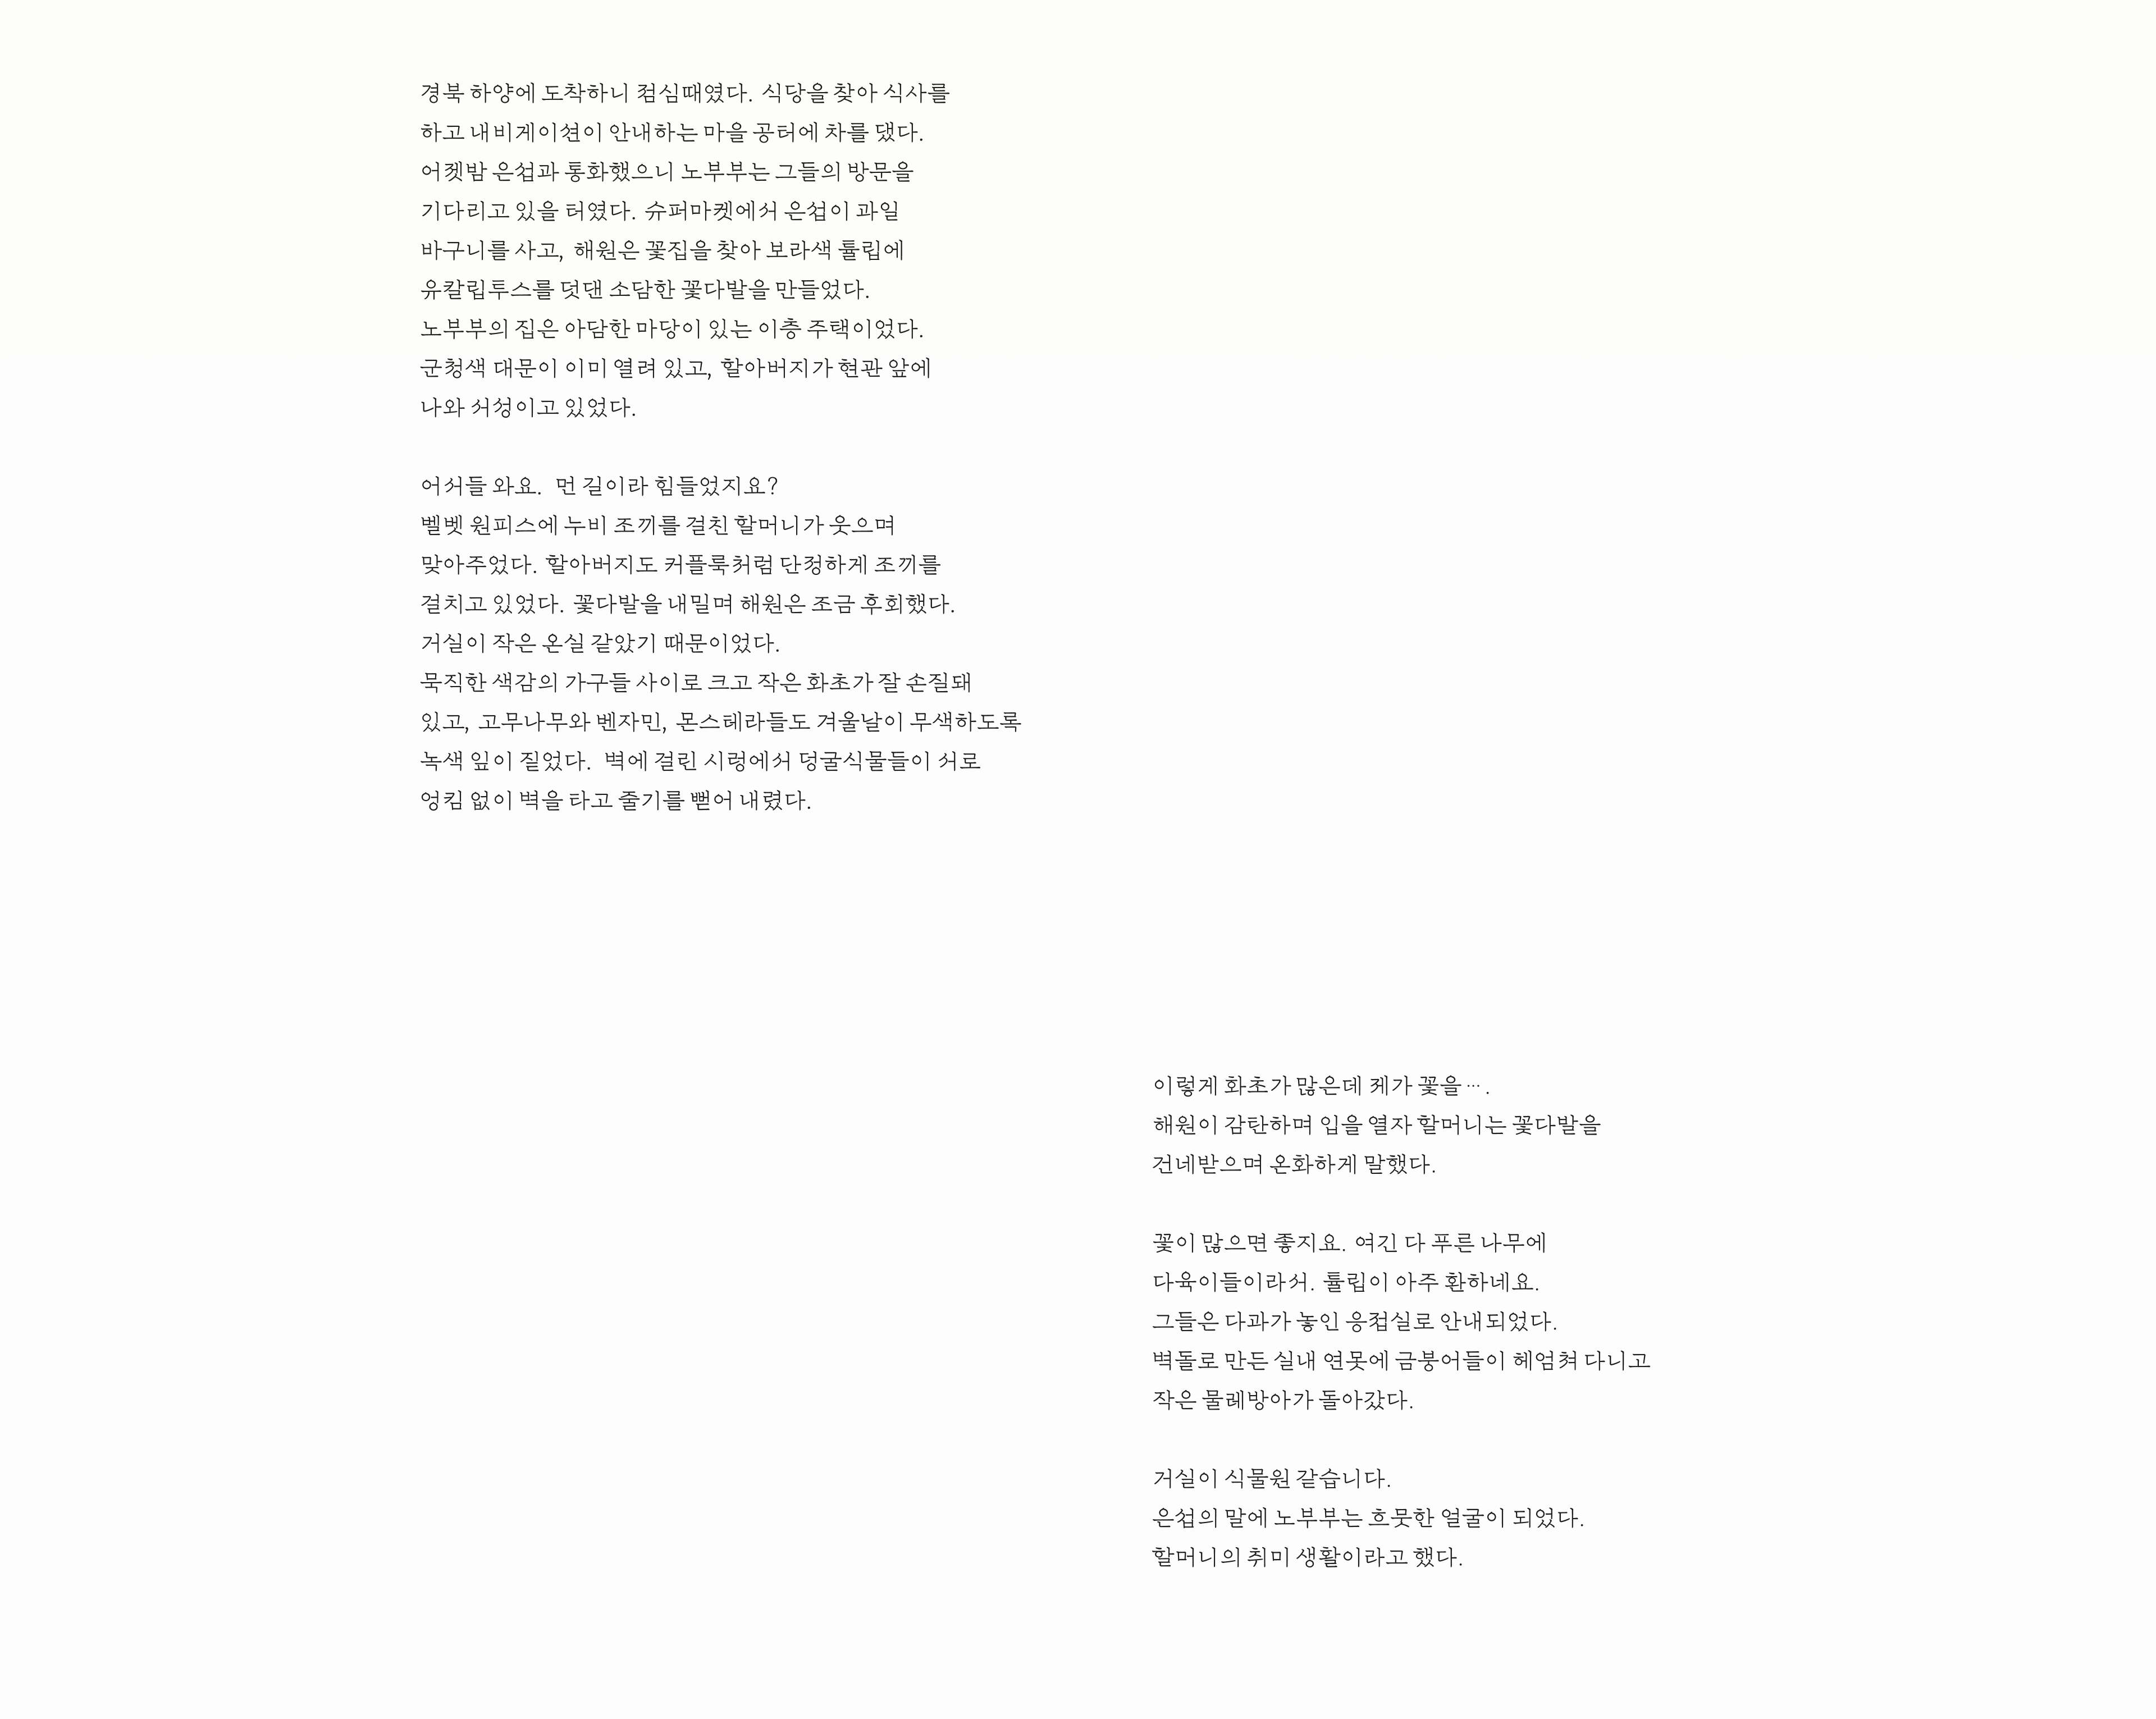 경북 하양에 도착하니 점심때였다. 식당을 찾아 식사를
하고 내비게이션이 안내하는 마을 공터에 차를 댔다.
어젯밤 은섭과 통화했으니 노부부는 그들의 방문을
기다리고 있을 터였다. 슈퍼마켓에서 은섭이 과일
바구니를 사고, 해원은 꽃집을 찾아 보라색 튤립에
유칼립투스를 덧댄 소담한 꽃다발을 만들었다.
노부부의 집은 아담한 마당이 있는 이층 주택이었다.
군청색 대문이 이미 열려 있고, 할아버지가 현관 앞에
나와 서성이고 있었다.
어서들 와요. 먼 길이라 힘들었지요?
벨벳 원피스에 누비 조끼를 걸친 할머니가 웃으며
맞아주었다. 할아버지도 커플룩처럼 단정하게 조끼를
걸치고 있었다. 꽃다발을 내밀며 해원은 조금 후회했다.
거실이 작은 온실 같았기 때문이었다.
묵직한 색감의 가구들 사이로 크고 작은 화초가 잘 손질돼
있고, 고무나무와 벤자민, 몬스테라들도 겨울날이 무색하도록
녹색 잎이 짙었다. 벽에 걸린 시렁에서 덩굴식물들이 서로
엉킴 없이 벽을 타고 줄기를 뻗어 내렸다.
이렇게 화초가 많은데 제가 꽃을….
해원이 감탄하며 입을 열자 할머니는 꽃다발을
건네받으며 온화하게 말했다.
꽃이 많으면 좋지요. 여긴 다 푸른 나무에
다육이들이라서. 튤립이 아주 환하네요.
그들은 다과가 놓인 응접실로 안내되었다.
벽돌로 만든 실내 연못에 금붕어들이 헤엄쳐 다니고
작은 물레방아가 돌아갔다.
거실이 식물원 같습니다.
은섭의 말에 노부부는 흐뭇한 얼굴이 되었다.
할머니의 취미 생활이라고 했다.